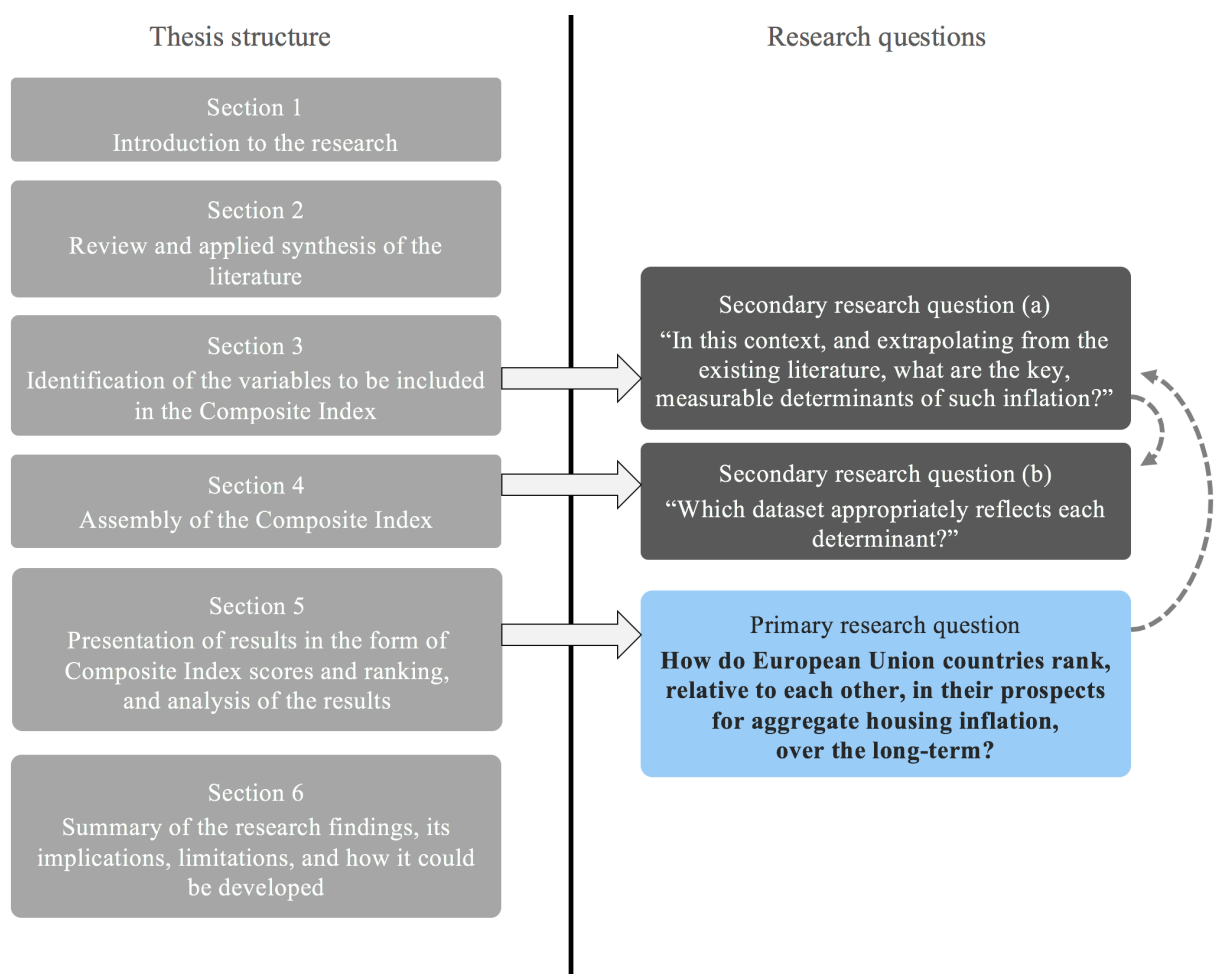 Thesis structure
Section 1
Introduction to the research
Section 2
Review and applied synthesis of the
literature
Section 3
Identification of the variables to be included
in the Composite Index
Section 4
Assembly of the Composite Index
Section 5
Presentation of results in the form of
Composite Index scores and ranking,
and analysis of the results
Section 6
Summary of the research findings, its
implications, limitations, and how it could
be developed
Research questions
Secondary research question (a)
“In this context, and extrapolating from the
existing literature, what are the key,
measurable determinants of such inflation?”
Secondary research question (b)
“Which dataset appropriately reflects each
determinant?”
Primary research question
How do European Union countries rank,
relative to each other, in their prospects
for aggregate housing inflation,
over the long-term?